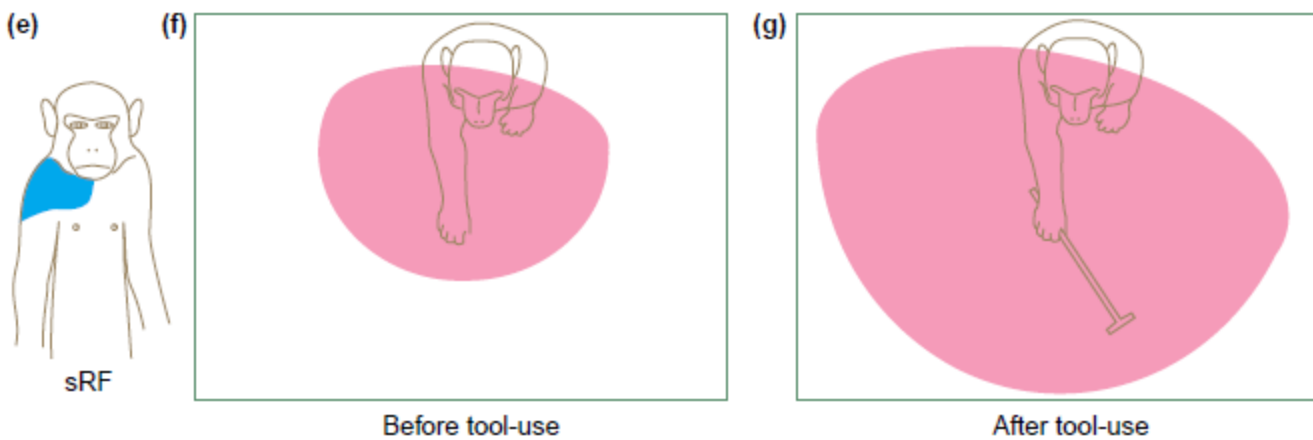 (e)
(f)
(g)
sRF
Before tool-use
After tool-use